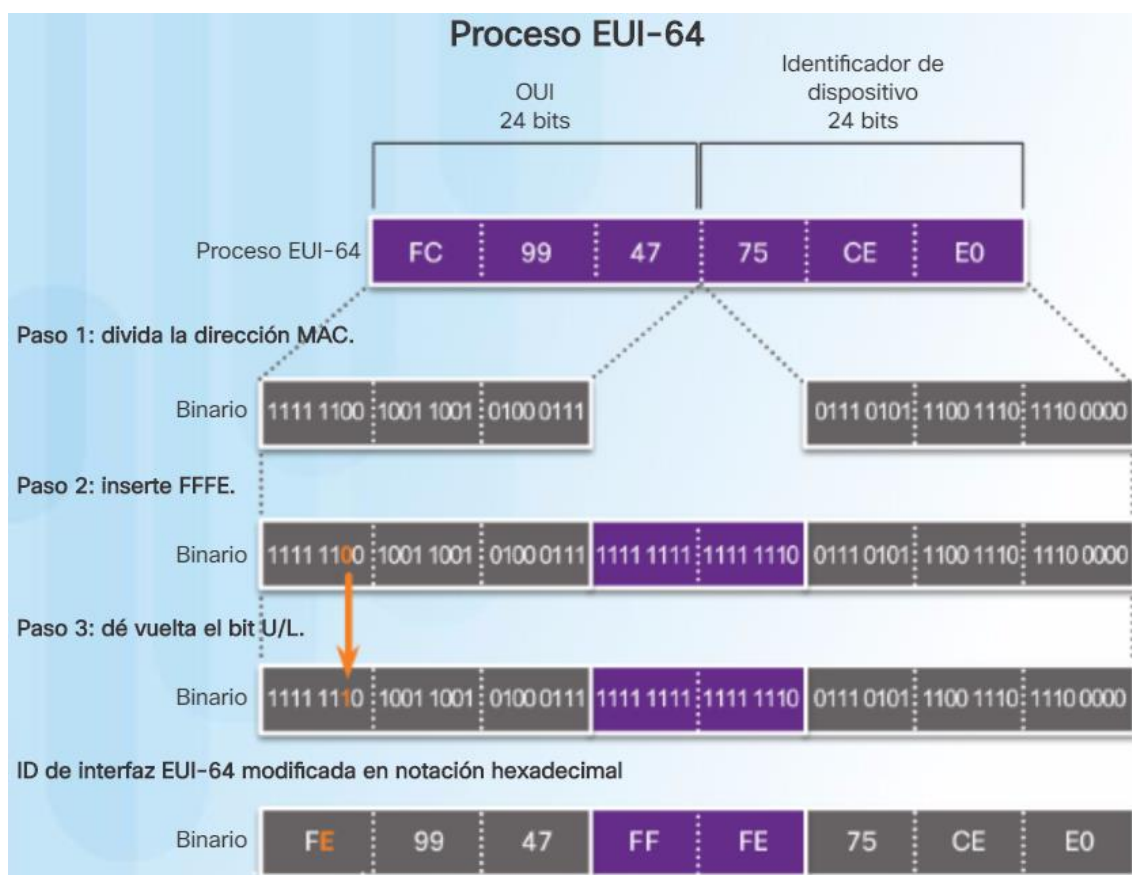 Proceso EUI-64
OUI
24 bits
Identificador de
dispositivo
24 bits
Proceso EUI-64 FC 99 47 75 CE E0
Paso 1: divida la dirección MAC.
Binario 1111 1100 1001 1001 0100 0111 0111 0101 1100 1110 1110 0000
Paso 2: inserte FFFE.
Binario 1111 1100 1001 1001 0100 0111 1111 1111 1111 1110 0111 0101 1100 1110 1110 0000
Paso 3: dé vuelta el bit U/L.
Binario 1111 1110 1001 1001 0100 0111 1111 1111 1111 1110 0111 0101 1100 1110 1110 0000
ID de interfaz EUI-64 modificada en notación hexadecimal
Binario FE 99 47 FF FE 75 CE E0